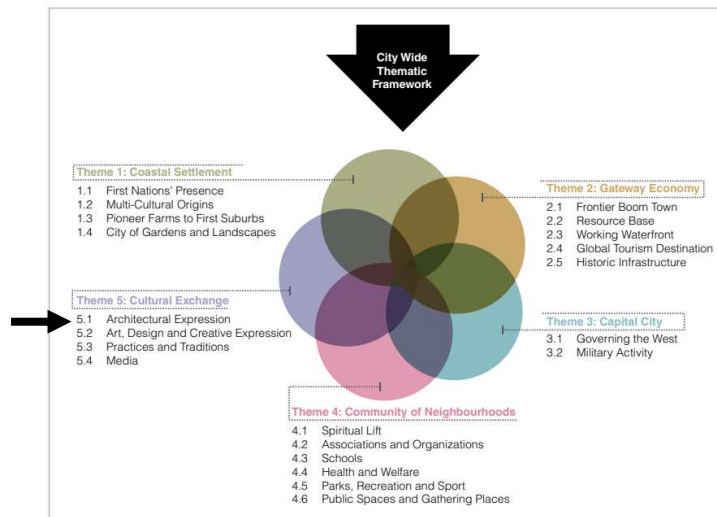 City Wide
Thematic
Framework
Theme 1: Coastal Settlement
1.1 First Nations' Presence
1.2 Multi-Cultural Origins
1.3 Pioneer Farms to First Suburbs
1.4 City of Gardens and Landscapes
Theme 2: Gateway Economy
2.1 Frontier Boom Town
2.2 Resource Base
2.3 Working Waterfront
2.4 Global Tourism Destination
2.5 Historic Infrastructure
Theme 5: Cultural Exchange
5.1 Architectural Expression
5.2 Art, Design and Creative Expression
5.3 Practices and Traditions
5.4 Media
Theme 3: Capital City
3.1 Governing the West
3.2 Military Activity
Theme 4: Community of Neighbourhoods
4.1 Spiritual Lift
4.2 Associations and Organizations
4.3 Schools
4.4 Health and Welfare
4.5 Parks, Recreation and Sport
4.6 Public Spaces and Gathering Places